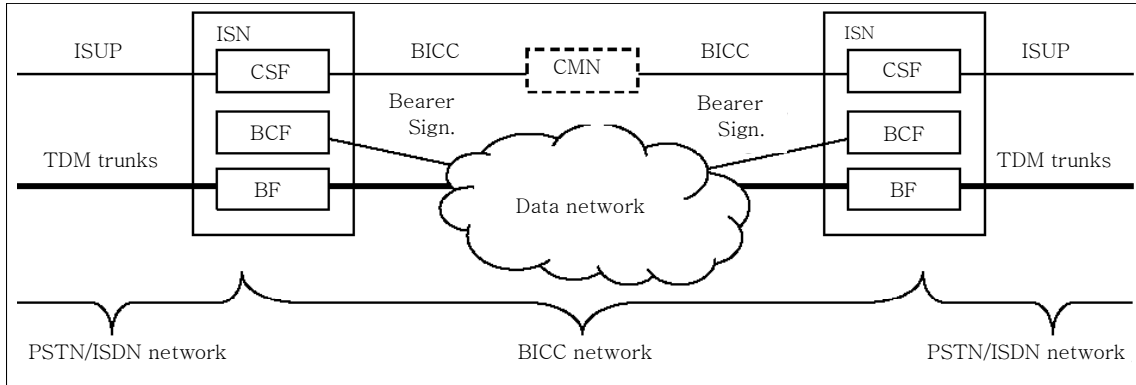 ISUP
ISN
CSF
BICC
CMN
BICC
ISN
CSF
ISUP
Bearer
Sign.
BCF
Bearer
Sign.
BCF
TDM trunks
BF
Data network
TDM trunks
BF
PSTN/ISDN network
BICC network
PSTN/ISDN network